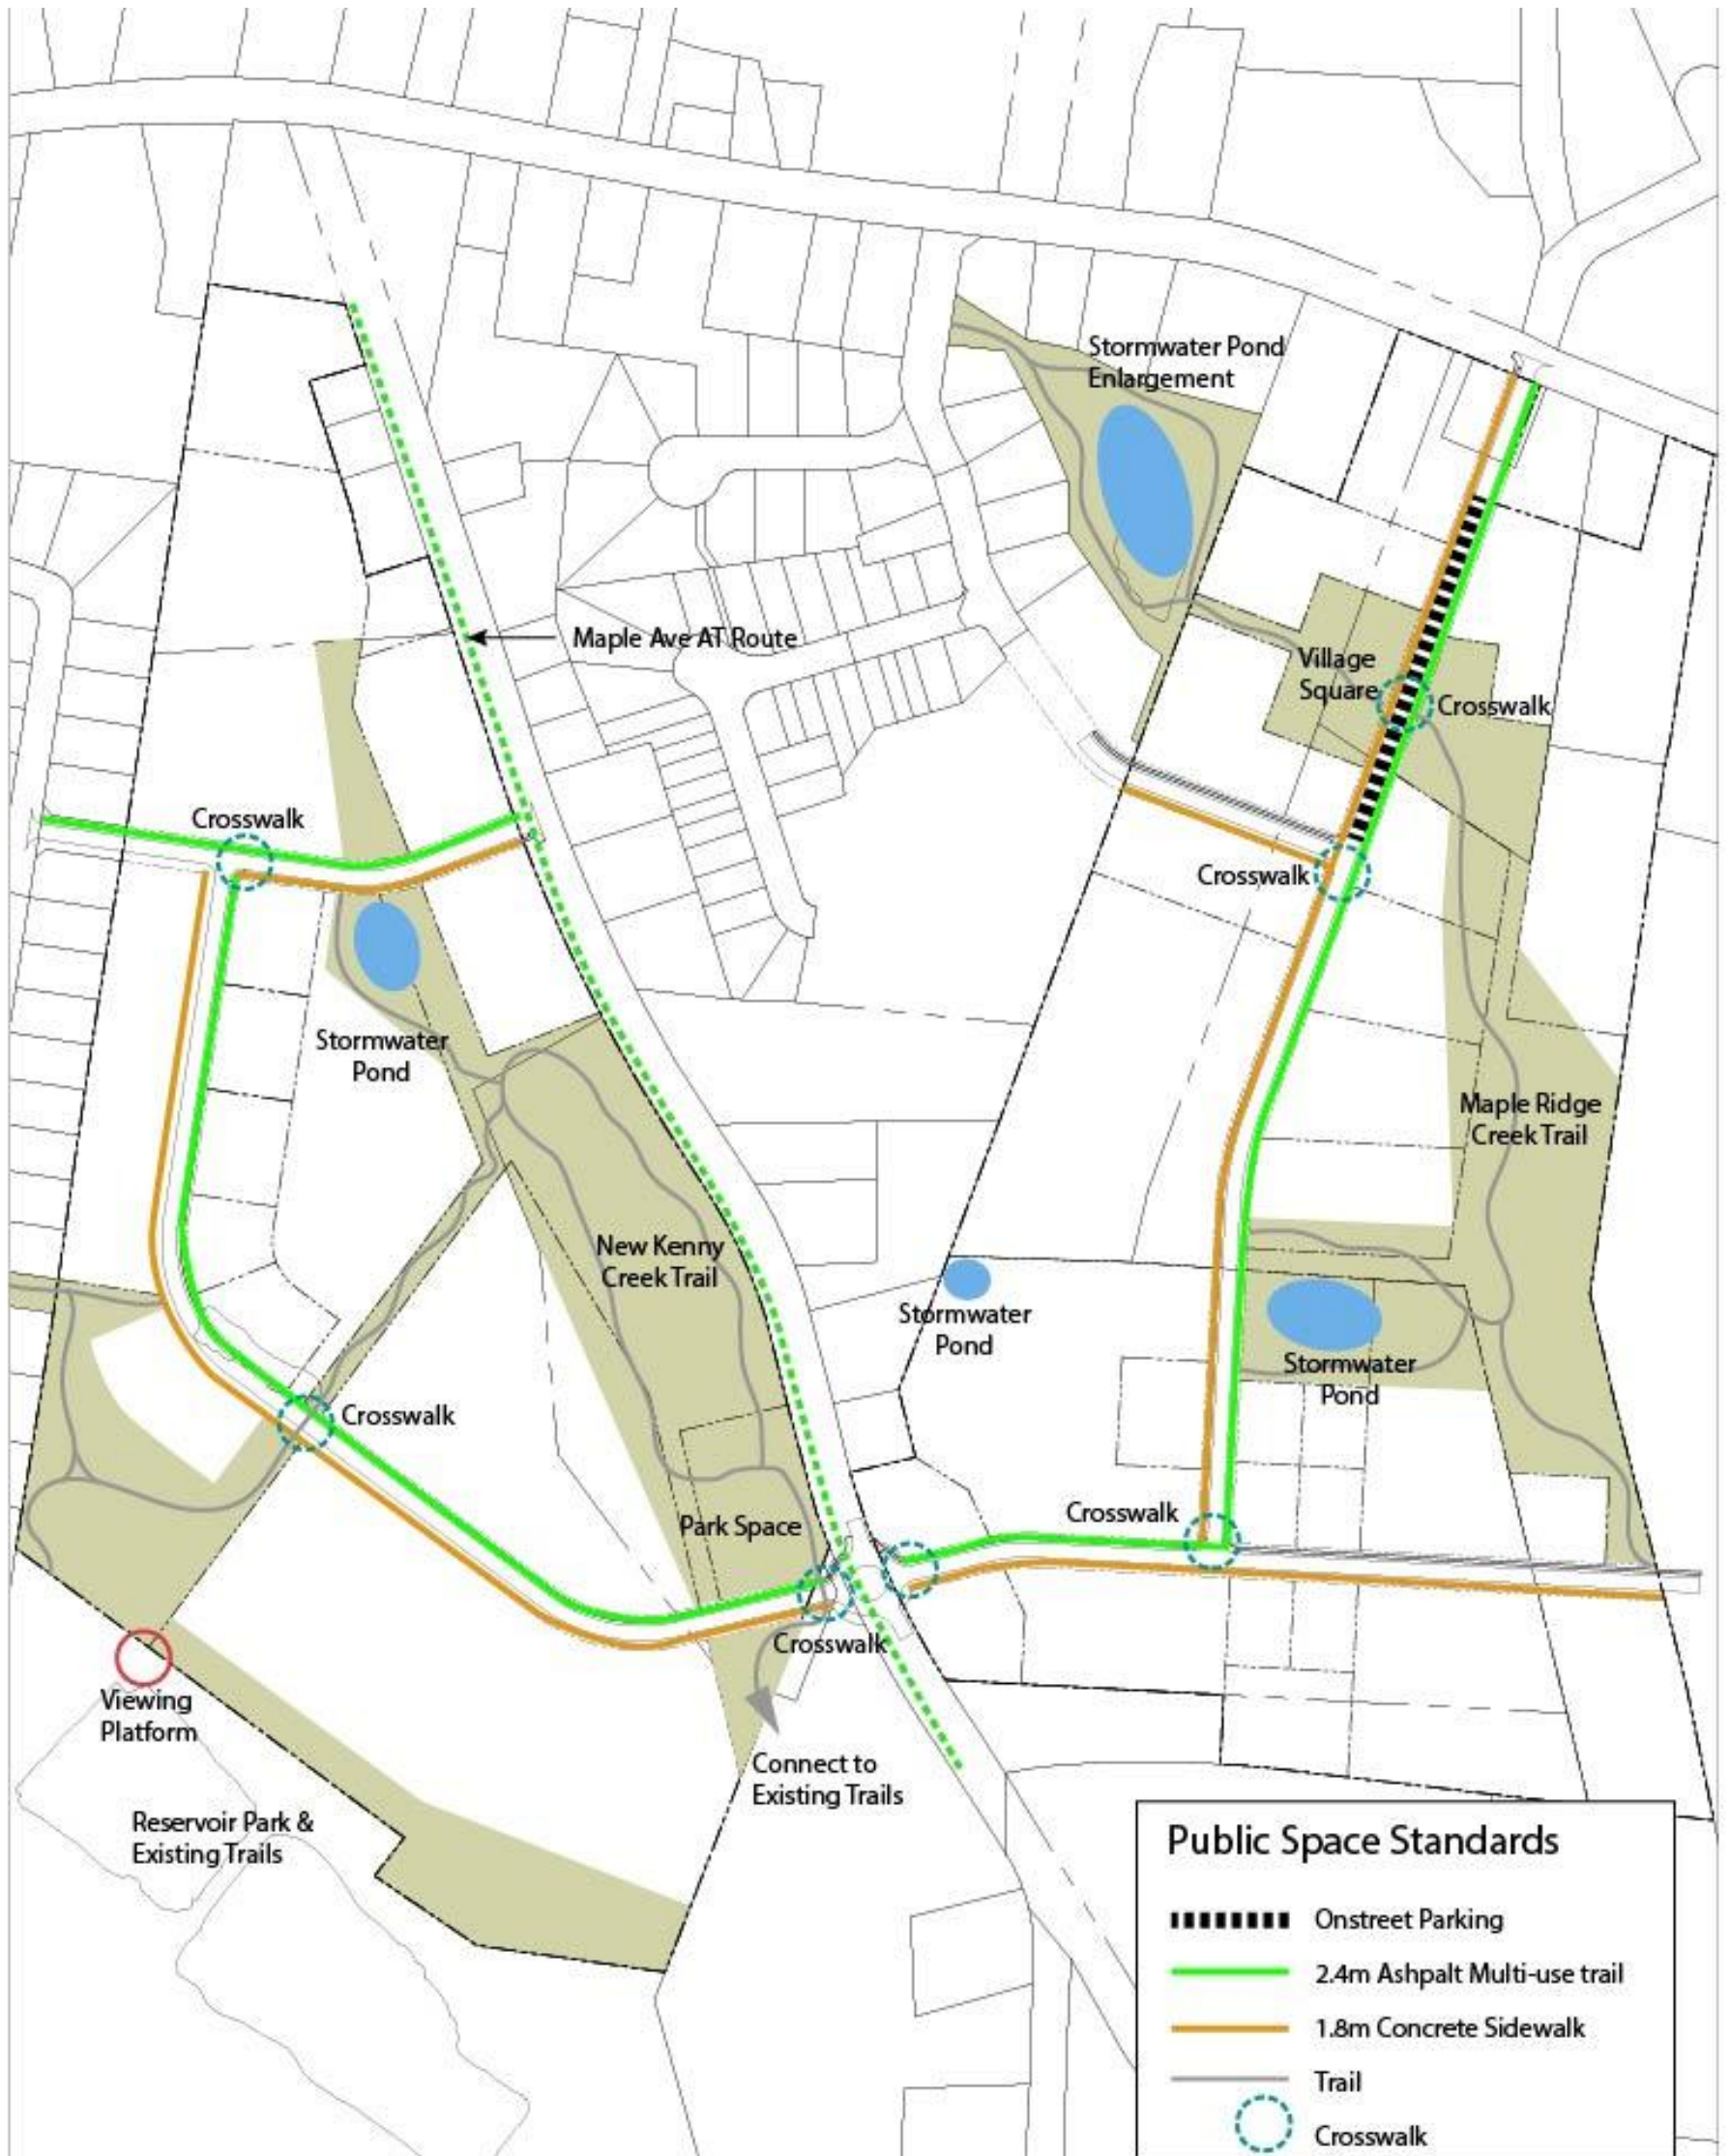 Stormwater Pond
Enlargement
Maple Ave AT Route
Village
Square
Crosswalk
Crosswalk
Crosswalk
Stormwater
Pond
Maple Ridge
Creek Trail
New Kenny
Creek Trail
Stormwater
Pond
Stormwater
Pond
Crosswalk
Crosswalk
Park Space
Crosswalk
Viewing
Platform
Connect to
Existing Trails
Reservoir Park &
Existing Trails
Public Space Standards
Onstreet Parking
2.4m Ashpalt Multi-use trail
1.8m Concrete Sidewalk
Trail
Crosswalk